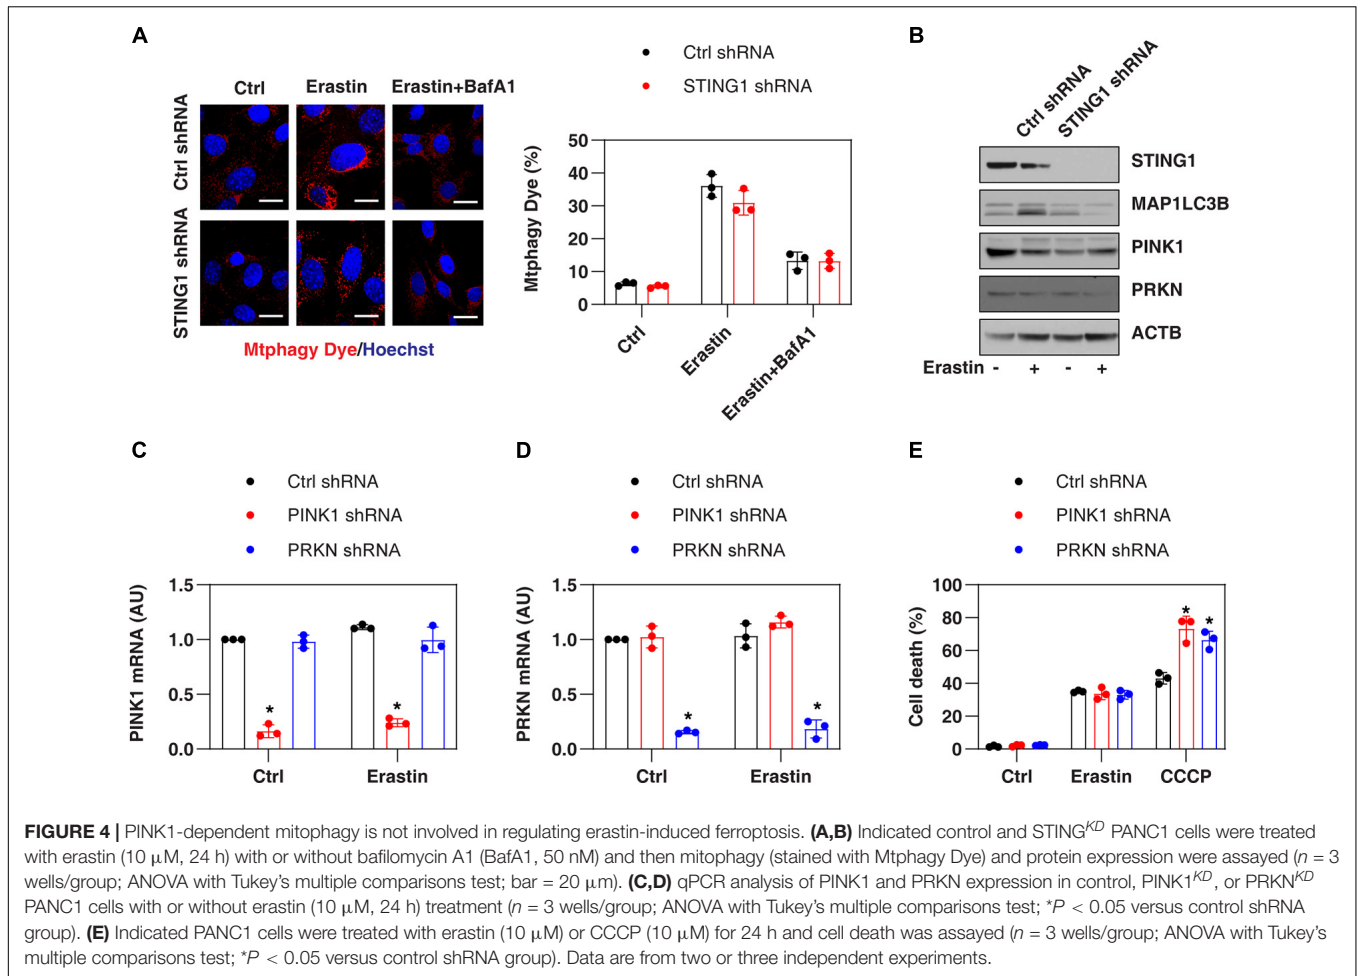 A
Ctrl shRNA
STING1 shRNA
Ctrl
Erastin
Erastin+BafA1
Ctrl shRNA
STING1 shRNA
Mtphagy Dye/Hoechst
Mtphagy Dye (%)
50
40
30
20
10
0
Ctrl
Erastin
Erastin+BafA1
B
Ctrl shRNA
STING1 shRNA
STING1
MAP1LC3B
PINK1
PRKN
ACTB
Erastin - + - +
C
Ctrl shRNA
PINK1 shRNA
PRKN shRNA
PINK1 mRNA (AU)
1.5
1.0
0.5
0.0
*
*
Ctrl
Erastin
D
Ctrl shRNA
PINK1 shRNA
PRKN shRNA
PRKN mRNA (AU)
1.5
1.0
0.5
0.0
*
*
Ctrl
Erastin
E
Ctrl shRNA
PINK1 shRNA
PRKN shRNA
Cell death (%)
100
80
60
40
20
0
*
*
Ctrl
Erastin
CCCP
FIGURE 4 | PINK1-dependent mitophagy is not involved in regulating erastin-induced ferroptosis. (A,B) Indicated control and STING^KD PANC1 cells were treated
with erastin (10 μM, 24 h) with or without bafilomycin A1 (BafA1, 50 nM) and then mitophagy (stained with Mtphagy Dye) and protein expression were assayed (n = 3
wells/group; ANOVA with Tukey's multiple comparisons test; bar = 20 μm). (C,D) qPCR analysis of PINK1 and PRKN expression in control, PINK1^KD, or PRKN^KD
PANC1 cells with or without erastin (10 μM, 24 h) treatment (n = 3 wells/group; ANOVA with Tukey's multiple comparisons test; *P < 0.05 versus control shRNA
group). (E) Indicated PANC1 cells were treated with erastin (10 μM) or CCCP (10 μM) for 24 h and cell death was assayed (n = 3 wells/group; ANOVA with Tukey's
multiple comparisons test; *P < 0.05 versus control shRNA group). Data are from two or three independent experiments.